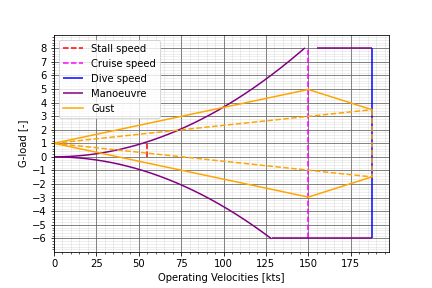 8
7
6
5
4
3
2
1
0
−1
−2
−3
−4
−5
−6
G-load [-]
Stall speed
Cruise speed
Dive speed
Manoeuvre
Gust
0 25 50 75 100 125 150 175
Operating Velocities [kts]